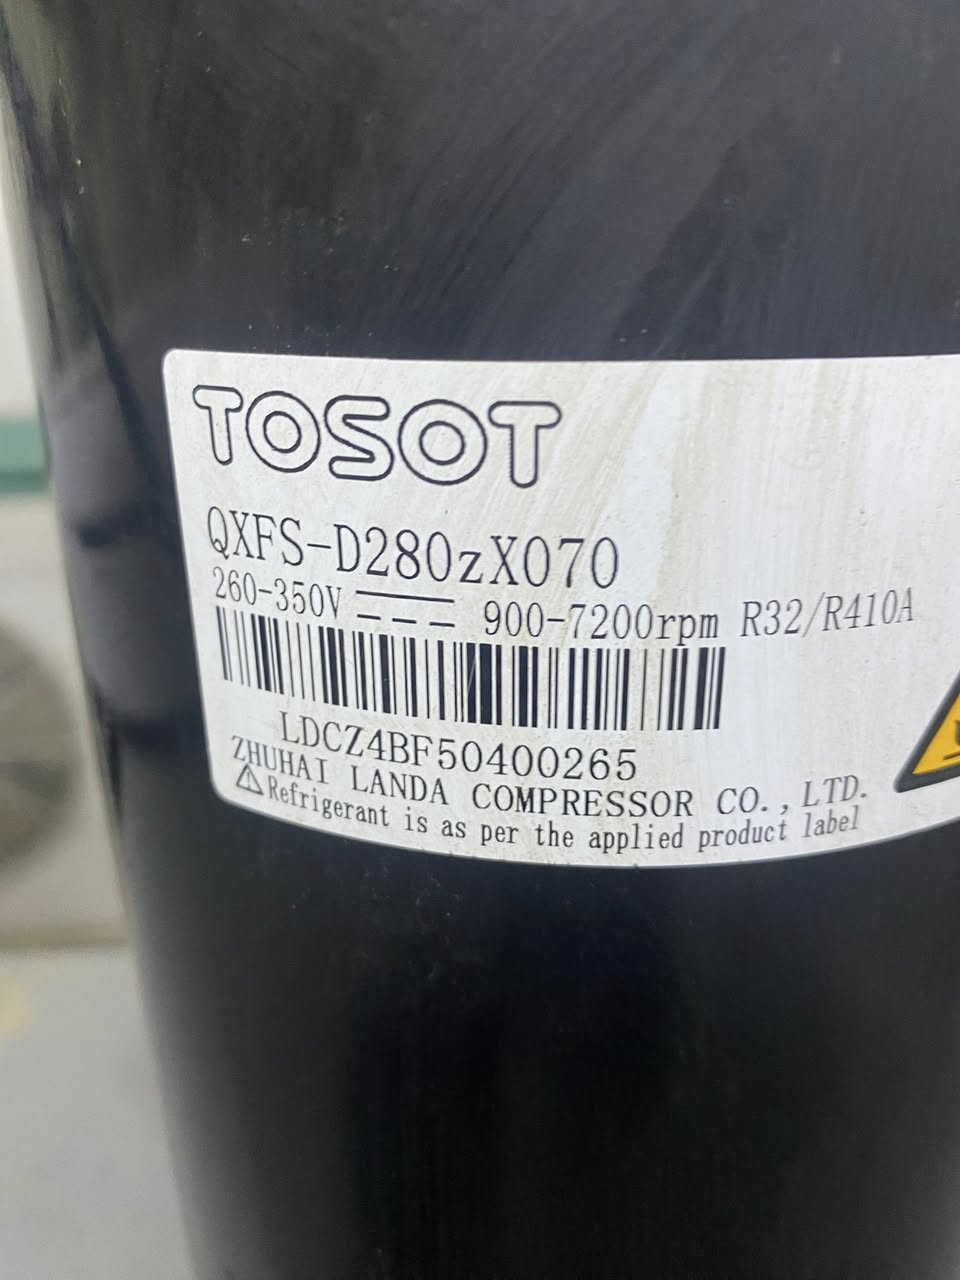 TOSOT
QXFS-D280zX070
260-350V 900-7200rpm R32/R410A
LDCZ4BF50400265
ZHUHAI LANDA COMPRESSOR CO.,LTD.
Refrigerant is as per the applied product label